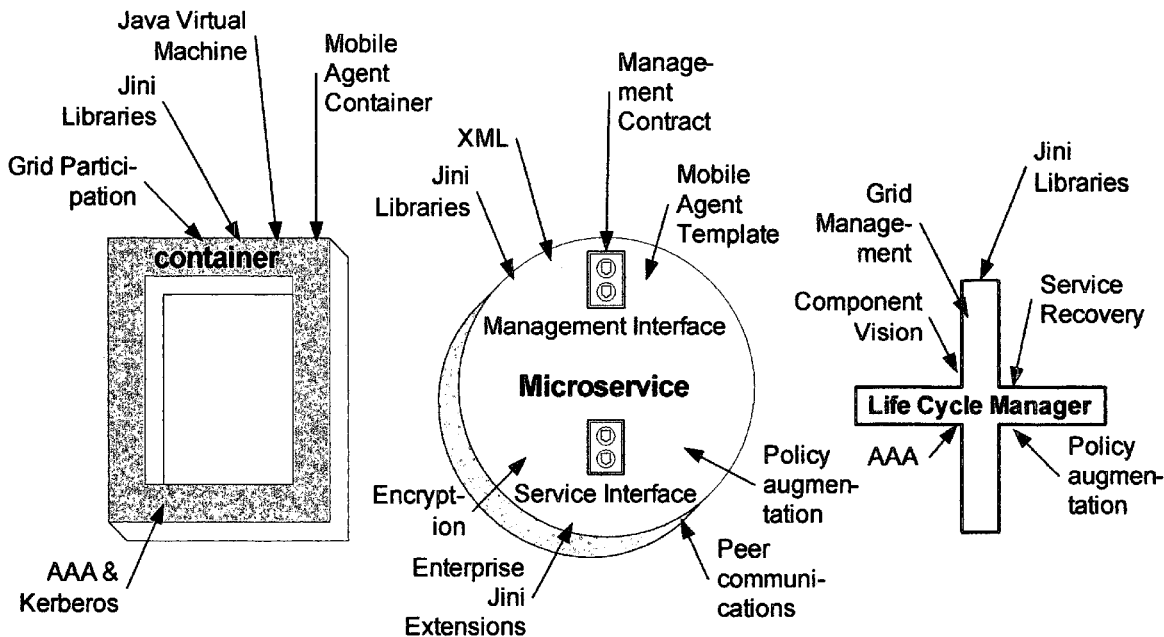 Java Virtual
Machine
Mobile
Agent
Container
Jini
Libraries
Grid Partici-
pation
container
AAA &
Kerberos
Manage-
ment
Contract
XML
Jini
Libraries
Mobile
Agent
Template
Management Interface
Microservice
Service Interface
Encrypt-
ion
Enterprise
Jini
Extensions
Policy
augmen-
tation
Peer
communi-
cations
Jini
Libraries
Grid
Manage-
ment
Component
Vision
Service
Recovery
Life Cycle Manager
AAA
Policy
augmen-
tation